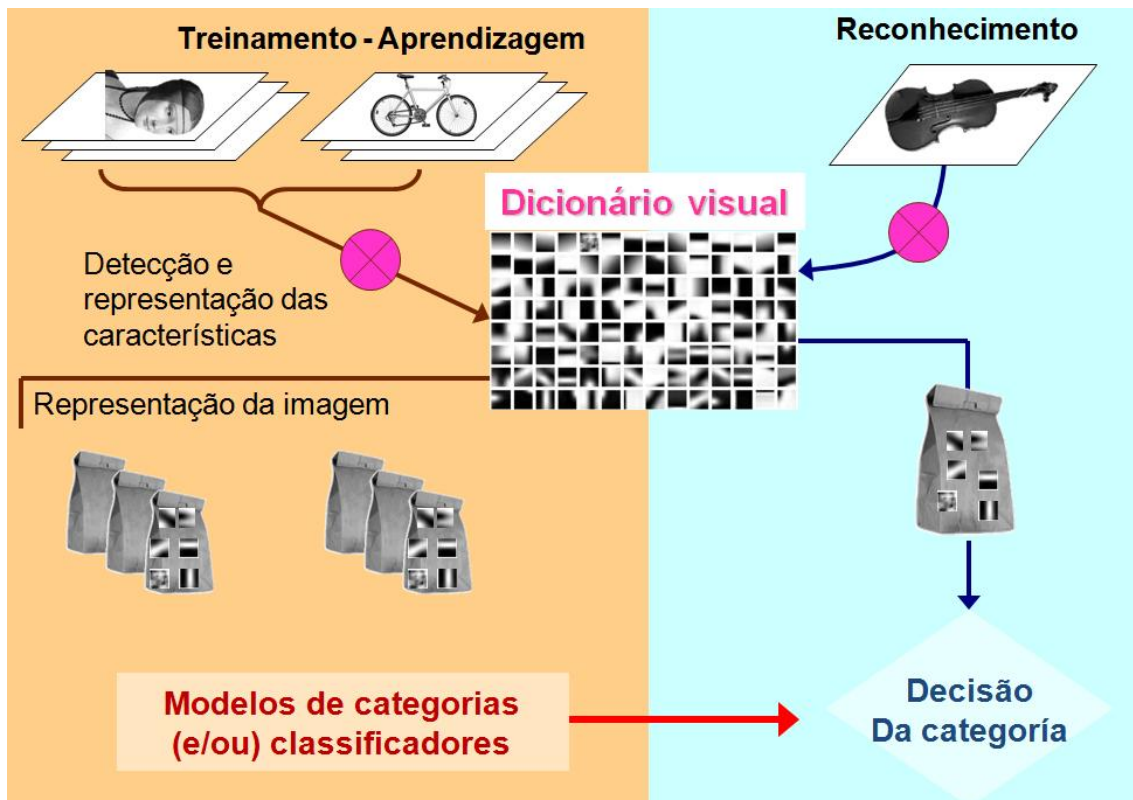 Treinamento - Aprendizagem
Reconhecimento
Dicionário visual
Detecção e
representação das
características
Representação da imagem
Modelos de categorias
(e/ou) classificadores
Decisão
Da categoría